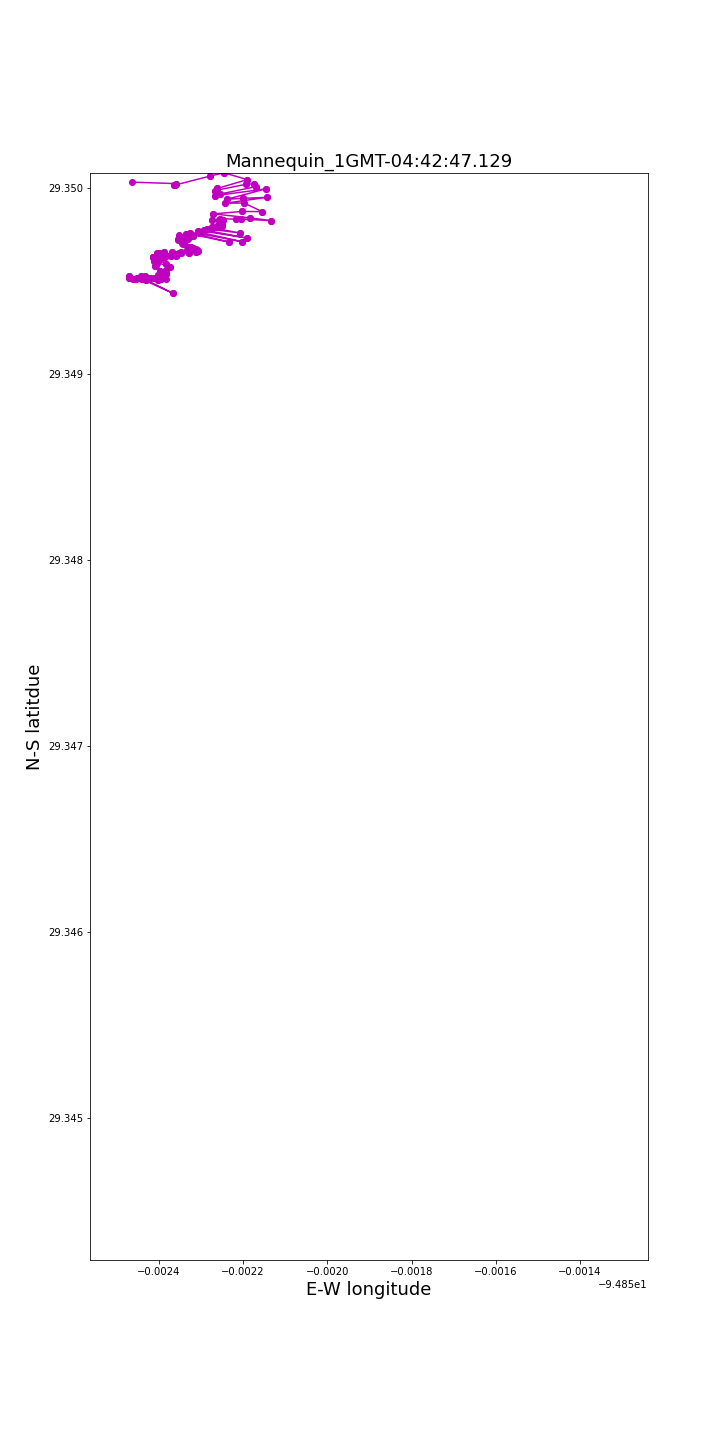 Mannequin_1GMT-04:42:47.129
29.350
29.349
29.348
29.347
29.346
29.345
N-S latitdue
−0.0024 −0.0022 −0.0020 −0.0018 −0.0016 −0.0014
−9.485e1
E-W longitude